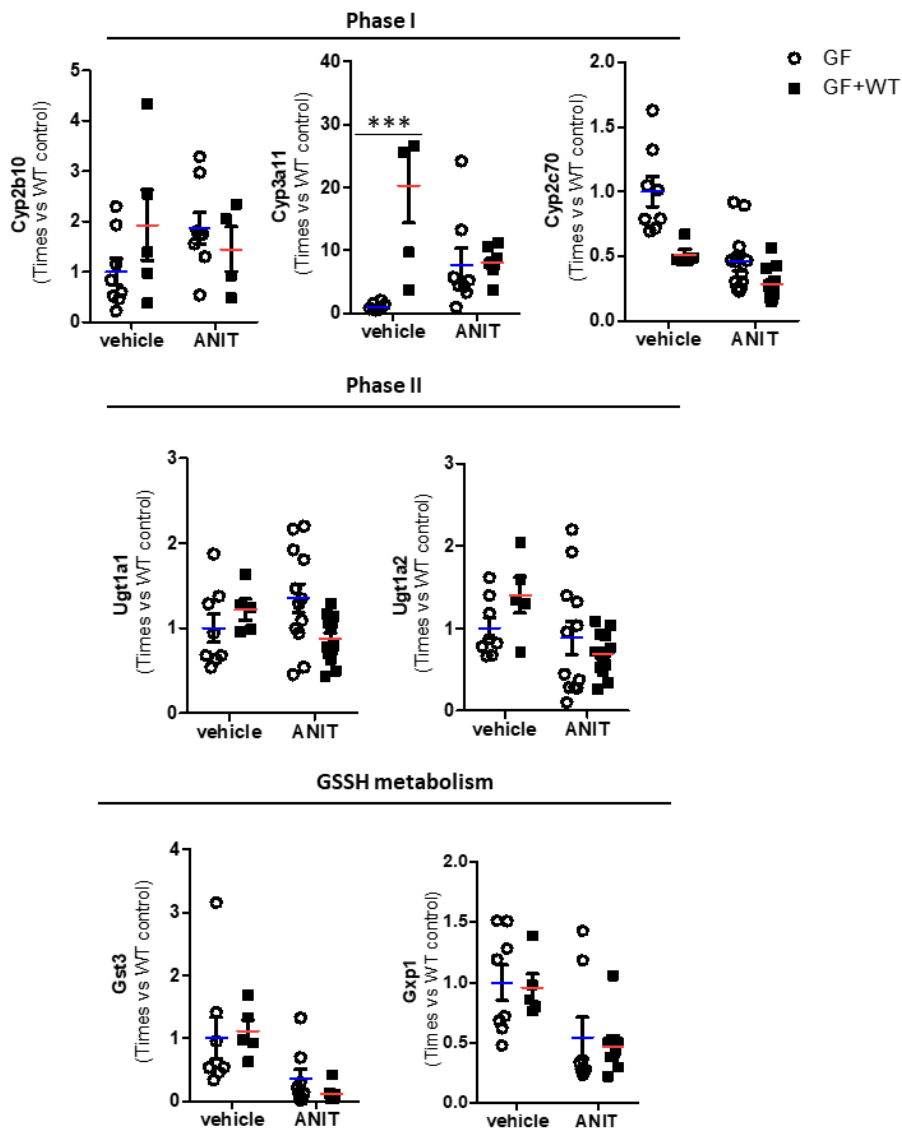 Phase I
GF
GF+WT
Cyp2b10
(Times vs WT control)
5
4
3
2
1
0
vehicle ANIT
Cyp3a11
(Times vs WT control)
40
30
20
10
0
***
vehicle ANIT
Cyp2c70
(Times vs WT control)
2.0
1.5
1.0
0.5
0.0
vehicle ANIT
Phase II
Ugt1a1
(Times vs WT control)
3
2
1
0
vehicle ANIT
Ugt1a2
(Times vs WT control)
3
2
1
0
vehicle ANIT
GSSH metabolism
Gst3
(Times vs WT control)
4
3
2
1
0
vehicle ANIT
Gxp1
(Times vs WT control)
2.0
1.5
1.0
0.5
0.0
vehicle ANIT